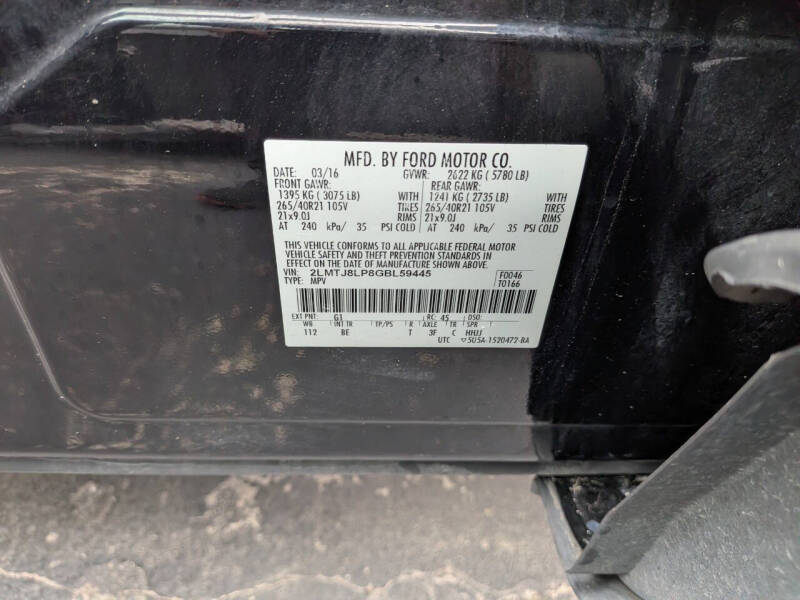 MFD. BY FORD MOTOR CO.
DATE: 03/16 GVWR: 2622 KG ( 5780 LB)
FRONT GAWR: REAR GAWR:
1395 KG ( 3075 LB) WITH 1241 KG ( 2735 LB) WITH
265/40R21 105V TIRES 265/40R21 105V TIRES
21x9.0J RIMS 21x9.0J RIMS
AT 240 kPa/ 35 PSI COLD AT 240 kPa/ 35 PSI COLD
THIS VEHICLE CONFORMS TO ALL APPLICABLE FEDERAL MOTOR
VEHICLE SAFETY AND THEFT PREVENTION STANDARDS IN
EFFECT ON THE DATE OF MANUFACTURE SHOWN ABOVE.
VIN: 2LMTJ8LP8GBL59445 F0046
TYPE: MPV T0166
EXT PNT: G1 RC: 45 DSO:
WB INT TR TP/PS R AXLE TR SPR
112 BE T 3F C HHJJ
UTC ▽5U5A-1520472-BA